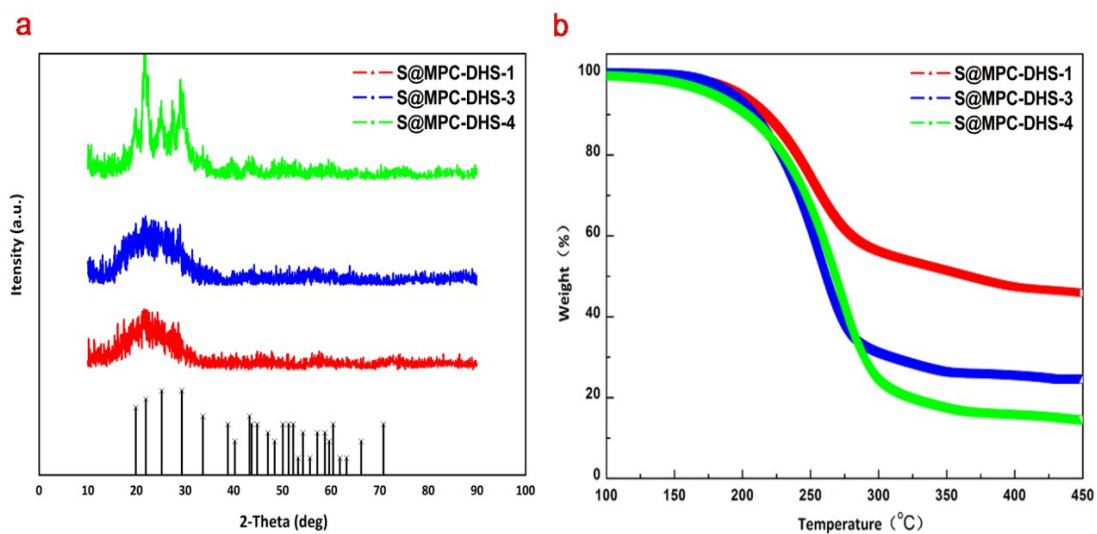 a
S@MPC-DHS-1
S@MPC-DHS-3
S@MPC-DHS-4
Itensity (a.u.)
0 10 20 30 40 50 60 70 80 90 100
2-Theta (deg)
b
S@MPC-DHS-1
S@MPC-DHS-3
S@MPC-DHS-4
Weight (%)
100
80
60
40
20
0
100 150 200 250 300 350 400 450
Temperature (°C)